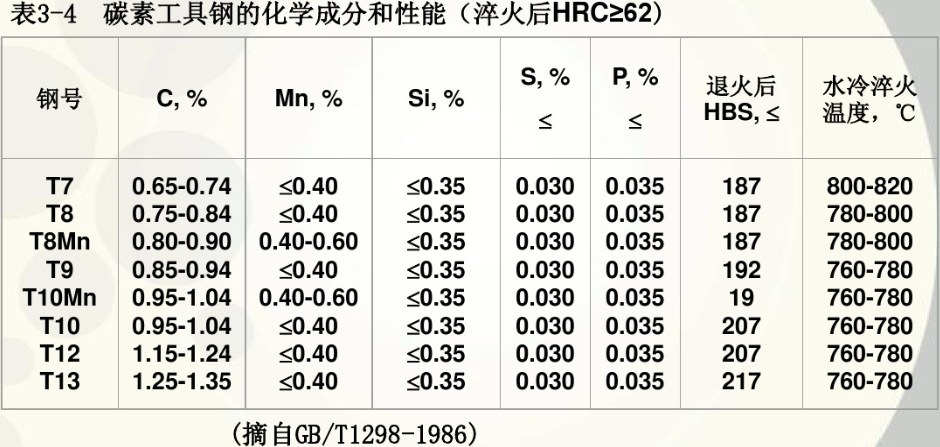 表3-4 碳素工具钢的化学成分和性能（淬火后HRC≥62）
钢号 C, % Mn, % Si, % S, % ≤ P, % ≤ 退火后 HBS, ≤ 水冷淬火 温度，℃
T7 0.65-0.74 ≤0.40 ≤0.35 0.030 0.035 187 800-820
T8 0.75-0.84 ≤0.40 ≤0.35 0.030 0.035 187 780-800
T8Mn 0.80-0.90 0.40-0.60 ≤0.35 0.030 0.035 187 780-800
T9 0.85-0.94 ≤0.40 ≤0.35 0.030 0.035 192 760-780
T10Mn 0.95-1.04 0.40-0.60 ≤0.35 0.030 0.035 19 760-780
T10 0.95-1.04 ≤0.40 ≤0.35 0.030 0.035 207 760-780
T12 1.15-1.24 ≤0.40 ≤0.35 0.030 0.035 207 760-780
T13 1.25-1.35 ≤0.40 ≤0.35 0.030 0.035 217 760-780
(摘自GB/T1298-1986)